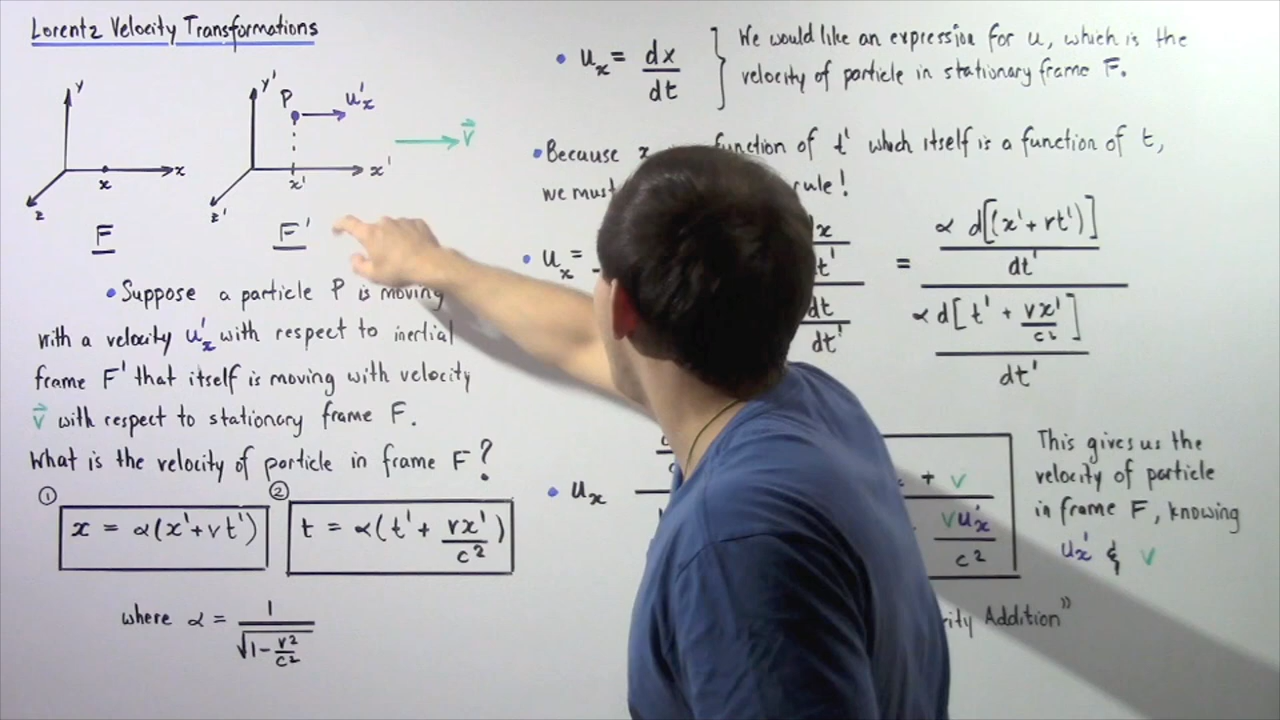 Lorentz Velocity Transformations
y
x
x
z
F
y'
P
u'x
x'
x'
z'
F'
v
• Suppose a particle P is moving
with a velocity u'x with respect to inertial
frame F' that itself is moving with velocity
v with respect to stationary frame F.
What is the velocity of particle in frame F?
① x = α(x' + vt')
② t = α(t' + vx'/c²)
where α = 1/√(1 - v²/c²)
• ux = dx/dt } We would like an expression for u, which is the
velocity of particle in stationary frame F.
• Because x function of t' which itself is a function of t,
we must rule!
• ux = dx/dt' / dt/dt' = α d[(x' + vt')]/dt' / α d[t' + vx'/c²]/dt'
• ux
+ v
vu'x/c²
This gives us the
velocity of particle
in frame F, knowing
u'x & v
Addition"